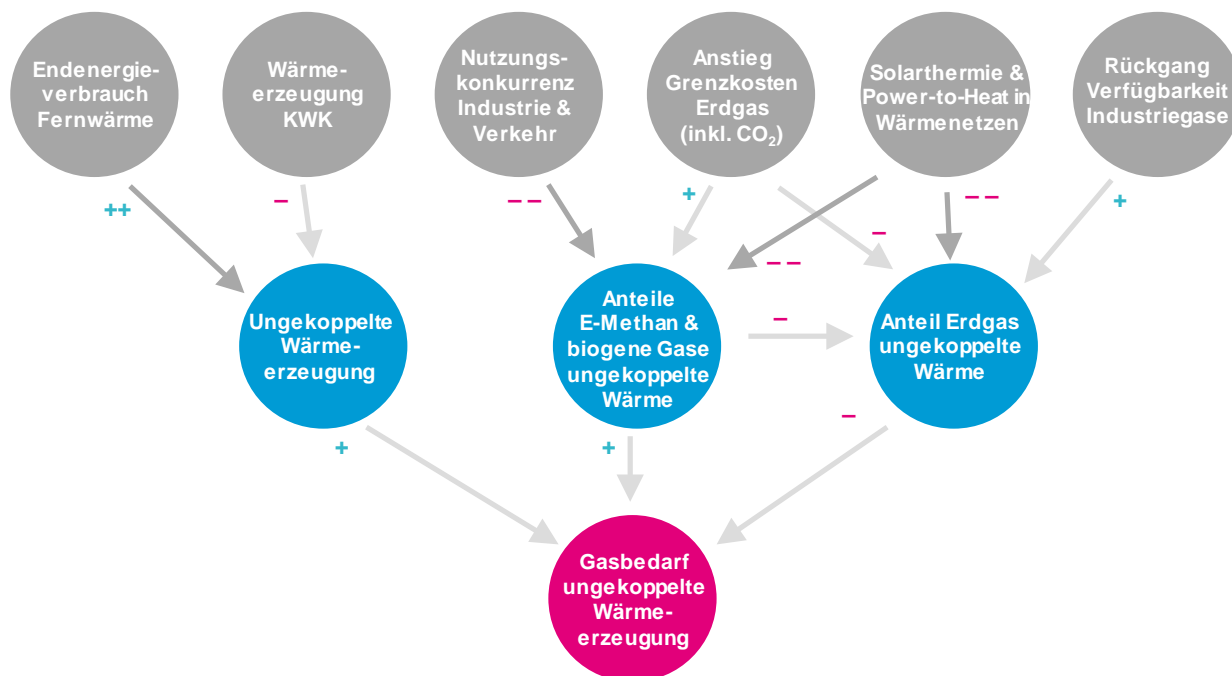 Endenergie-
verbrauch
Fernwärme
Wärme-
erzeugung
KWK
Nutzungs-
konkurrenz
Industrie &
Verkehr
Anstieg
Grenzkosten
Erdgas
(inkl. CO₂)
Solarthermie &
Power-to-Heat in
Wärmenetzen
Rückgang
Verfügbarkeit
Industriegase
++
–
– –
+
–
– –
– –
+
Ungekoppelte
Wärme-
erzeugung
Anteile
E-Methan &
biogene Gase
ungekoppelte
Wärme
–
Anteil Erdgas
ungekoppelte
Wärme
+
+
–
Gasbedarf
ungekoppelte
Wärme-
erzeugung